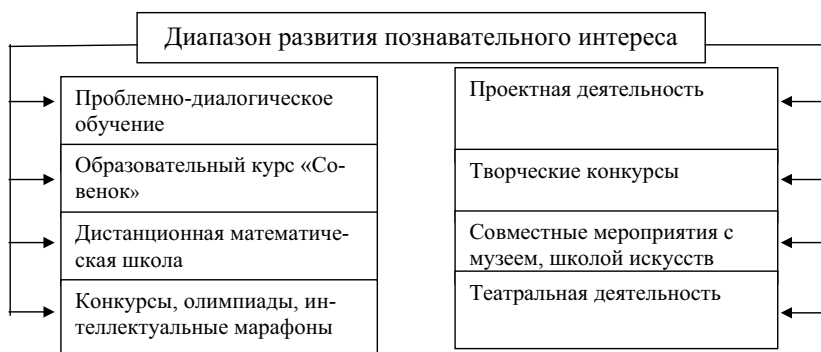 Диапазон развития познавательного интереса
Проблемно-диалогическое
обучение
Образовательный курс «Со-
венок»
Дистанционная математиче-
ская школа
Конкурсы, олимпиады, ин-
теллектуальные марафоны
Проектная деятельность
Творческие конкурсы
Совместные мероприятия с
музеем, школой искусств
Театральная деятельность